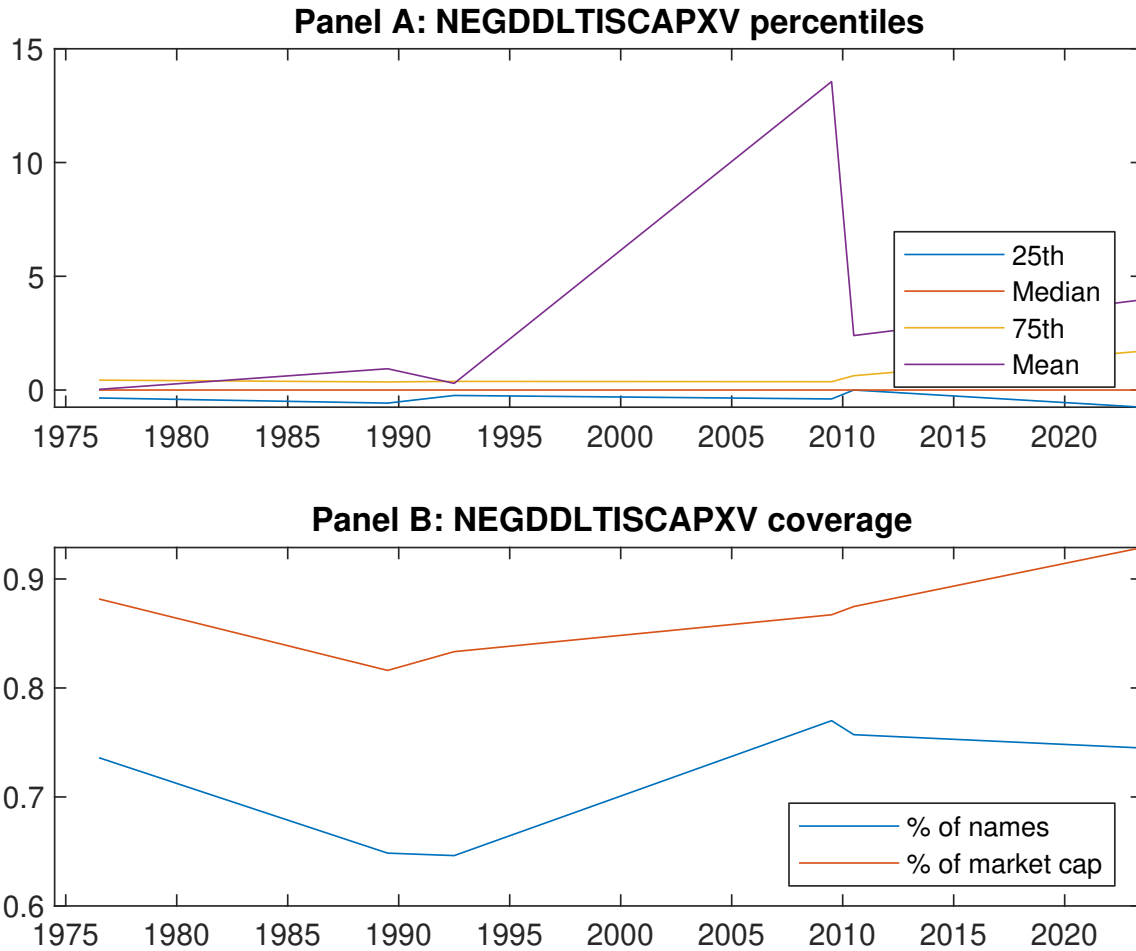 Panel A: NEGDDLTISCAPXV percentiles
15
10
5
0
25th
Median
75th
Mean
1975 1980 1985 1990 1995 2000 2005 2010 2015 2020
Panel B: NEGDDLTISCAPXV coverage
0.9
0.8
0.7
0.6
% of names
% of market cap
1975 1980 1985 1990 1995 2000 2005 2010 2015 2020